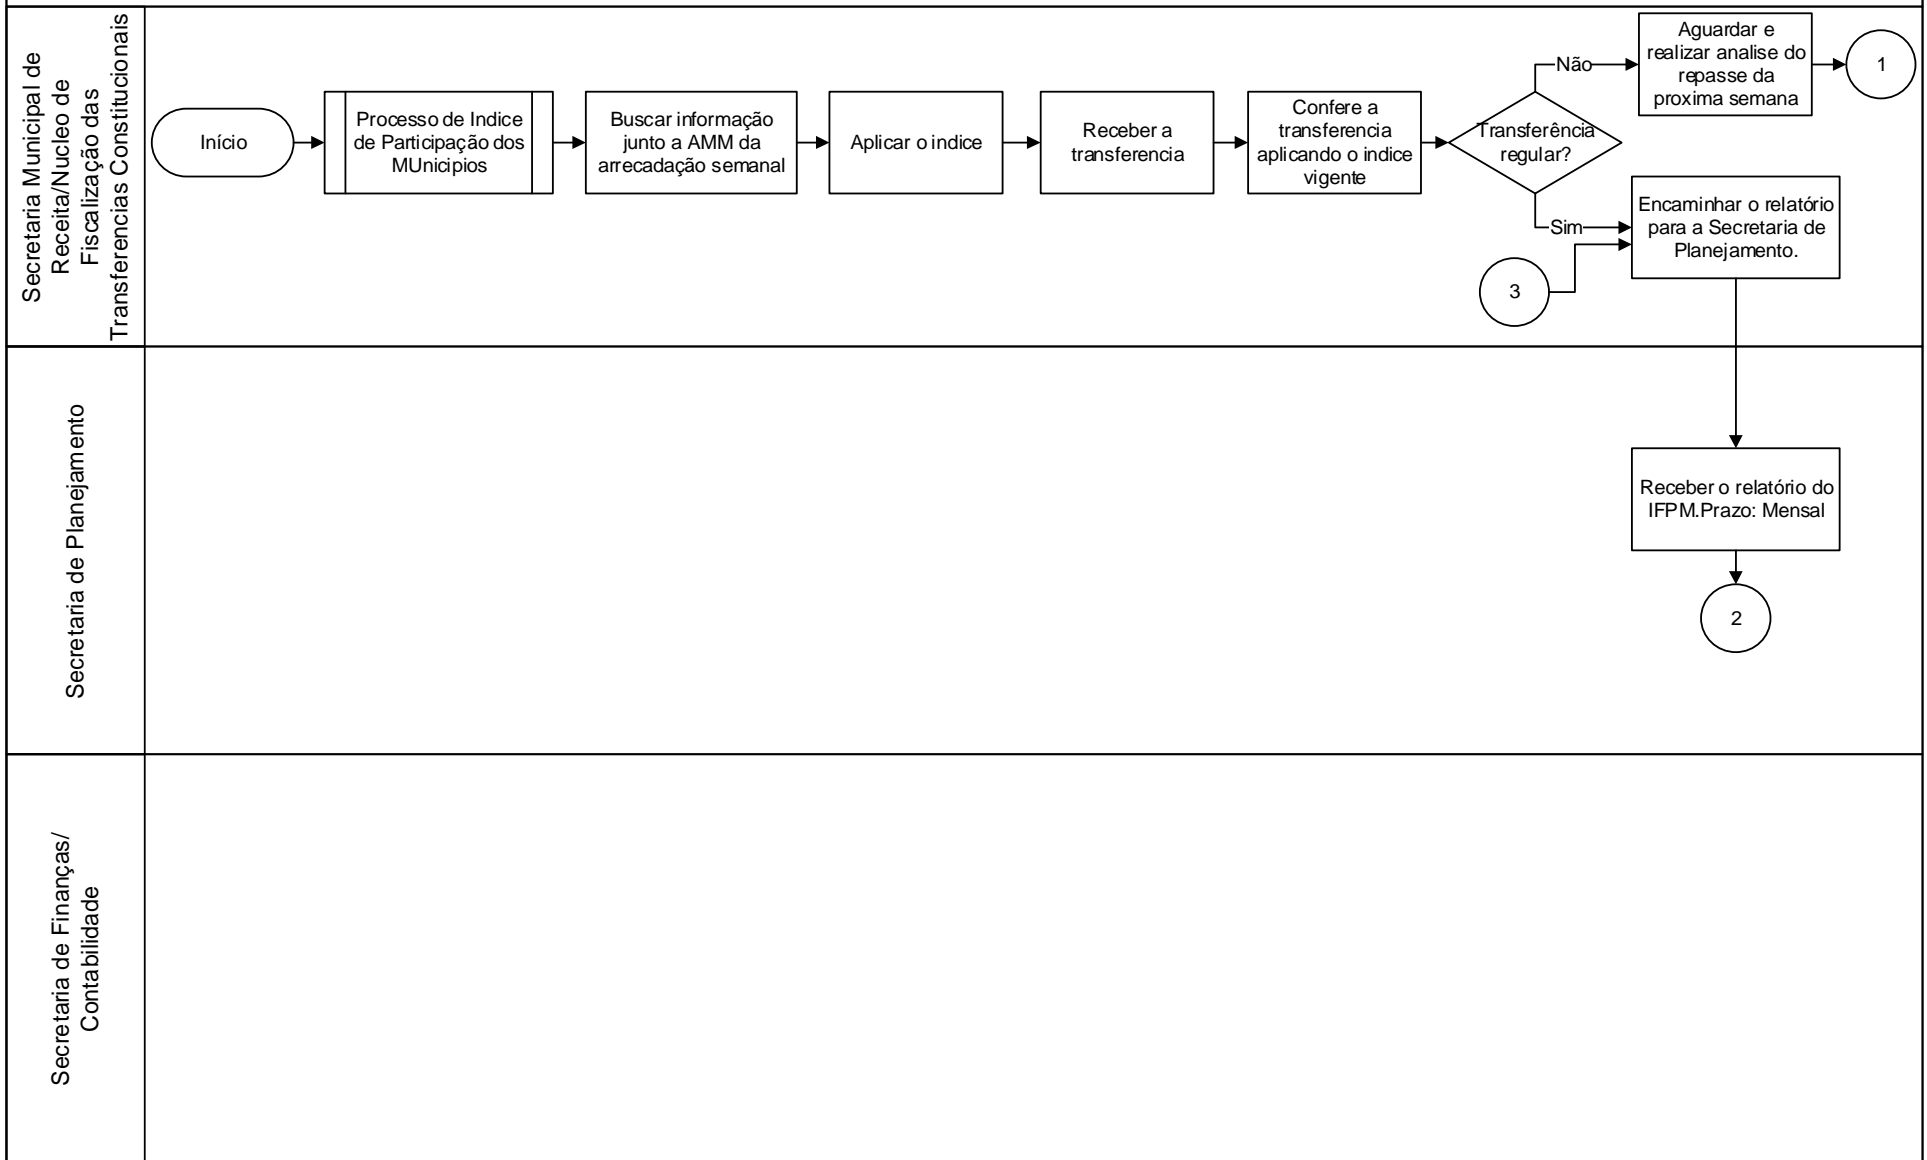 Secretaria Municipal de
Receita/Nucleo de
Fiscalização das
Transferencias Constitucionais
Início
Processo de Indice
de Participação dos
MUnicipios
Buscar informação
junto a AMM da
arrecadação semanal
Aplicar o indice
Receber a
transferencia
Confere a
transferencia
aplicando o indice
vigente
Transferência
regular?
Não
Aguardar e
realizar analise do
repasse da
proxima semana
1
Sim
Encaminhar o relatório
para a Secretaria de
Planejamento.
3
Secretaria de Planejamento
Receber o relatório do
IFPM.Prazo: Mensal
2
Secretaria de Finanças/
Contabilidade